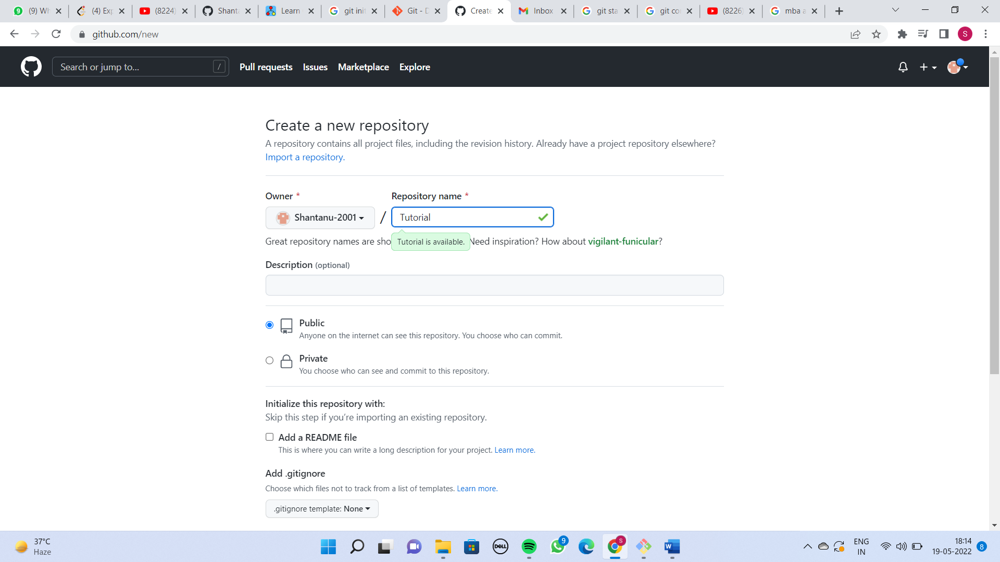 (9) Wh
(4) Exp
(8224)
Shanta
Learn
git init
Git - D
Create
Inbox
git sta
git co
(8226)
mba a
github.com/new
S
Search or jump to...
/
Pull requests
Issues
Marketplace
Explore
Create a new repository
A repository contains all project files, including the revision history. Already have a project repository elsewhere?
Import a repository.
Owner *
Repository name *
Shantanu-2001
/
Tutorial
Great repository names are sho
Tutorial is available.
Need inspiration? How about vigilant-funicular?
Description (optional)
Public
Anyone on the internet can see this repository. You choose who can commit.
Private
You choose who can see and commit to this repository.
Initialize this repository with:
Skip this step if you're importing an existing repository.
Add a README file
This is where you can write a long description for your project. Learn more.
Add .gitignore
Choose which files not to track from a list of templates. Learn more.
.gitignore template: None
37°C
Haze
DELL
9
S
W
ENG
IN
18:14
19-05-2022
8